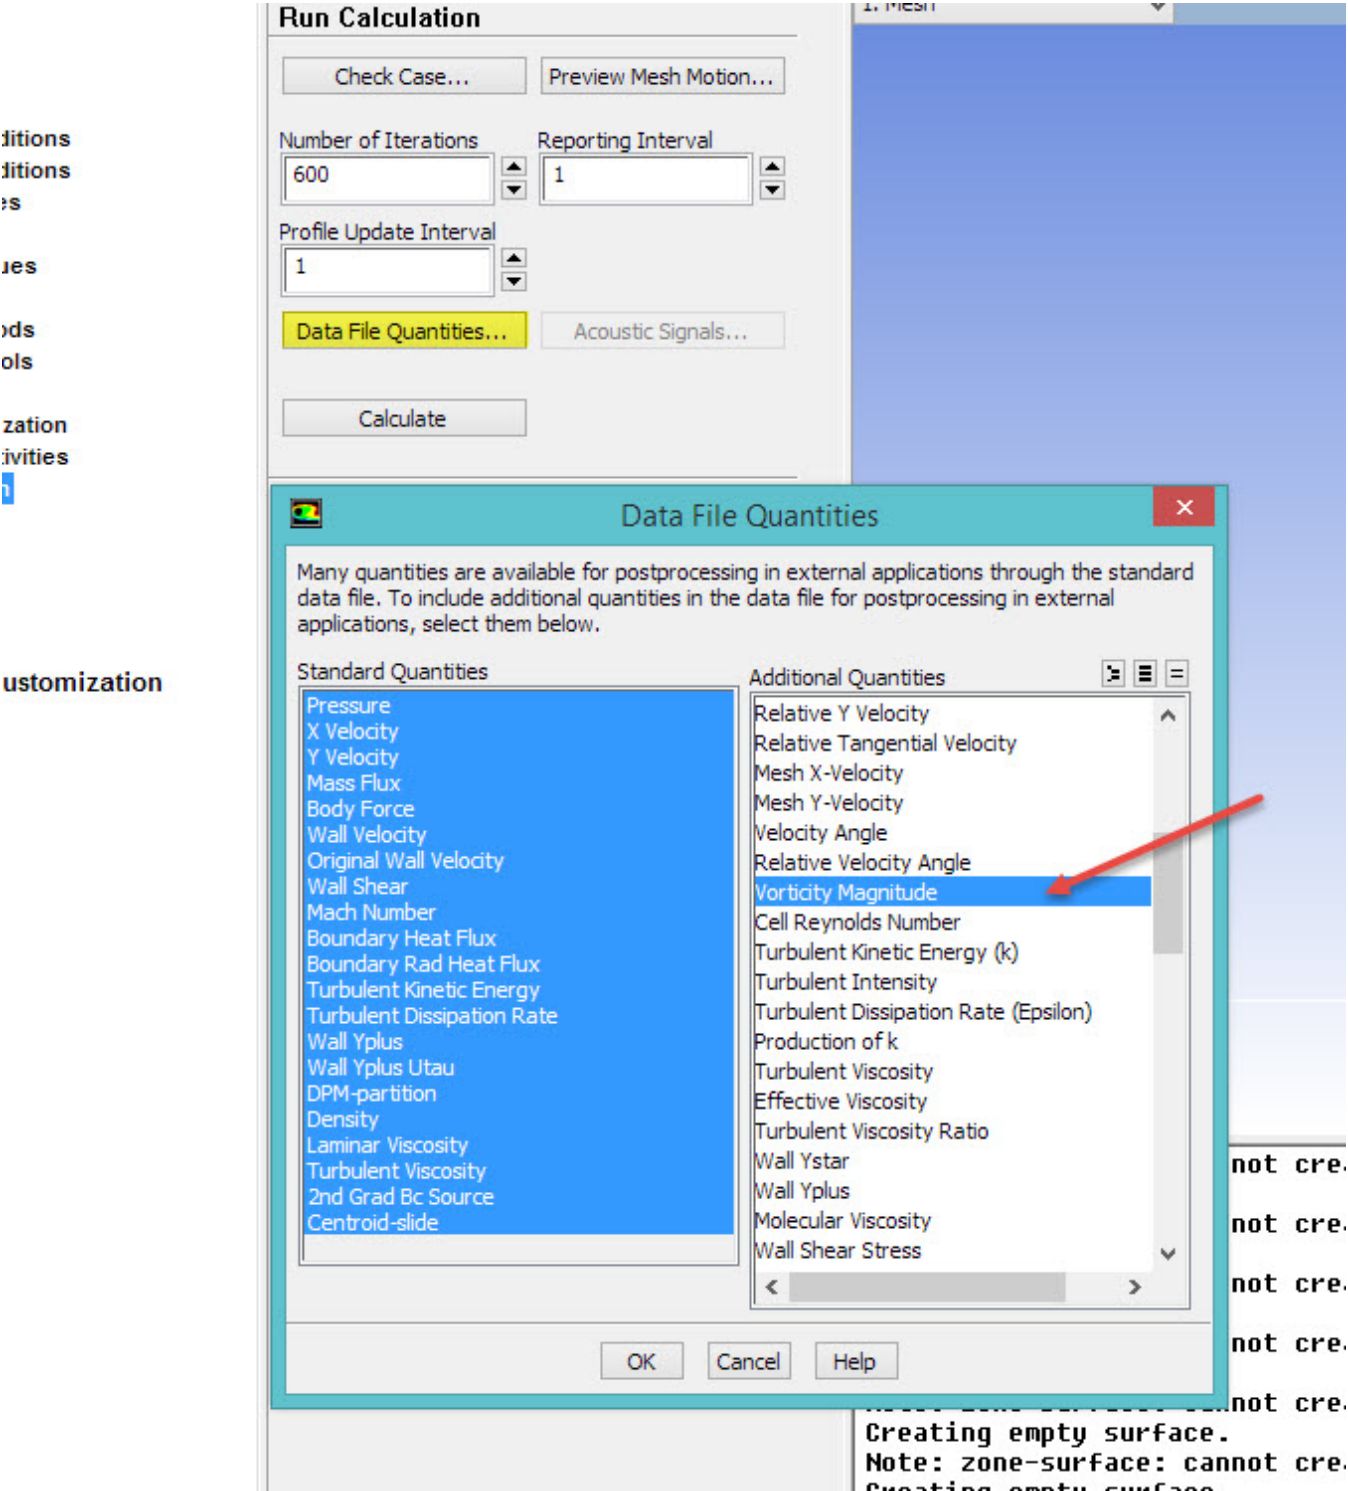 Run Calculation
1: Mesh
Check Case...
Preview Mesh Motion...
Number of Iterations
Reporting Interval
600
1
Profile Update Interval
1
Data File Quantities...
Acoustic Signals...
Calculate
ditions
ditions
es
ues
ods
ols
zation
tivities
n
ustomization
Data File Quantities
Many quantities are available for postprocessing in external applications through the standard
data file. To include additional quantities in the data file for postprocessing in external
applications, select them below.
Standard Quantities
Pressure
X Velocity
Y Velocity
Mass Flux
Body Force
Wall Velocity
Original Wall Velocity
Wall Shear
Mach Number
Boundary Heat Flux
Boundary Rad Heat Flux
Turbulent Kinetic Energy
Turbulent Dissipation Rate
Wall Yplus
Wall Yplus Utau
DPM-partition
Density
Laminar Viscosity
Turbulent Viscosity
2nd Grad Bc Source
Centroid-slide
Additional Quantities
Relative Y Velocity
Relative Tangential Velocity
Mesh X-Velocity
Mesh Y-Velocity
Velocity Angle
Relative Velocity Angle
Vorticity Magnitude
Cell Reynolds Number
Turbulent Kinetic Energy (k)
Turbulent Intensity
Turbulent Dissipation Rate (Epsilon)
Production of k
Turbulent Viscosity
Effective Viscosity
Turbulent Viscosity Ratio
Wall Ystar
Wall Yplus
Molecular Viscosity
Wall Shear Stress
OK
Cancel
Help
not cre
not cre
not cre
not cre
nnot cre
Creating empty surface.
Note: zone-surface: cannot cre
Creating empty surface